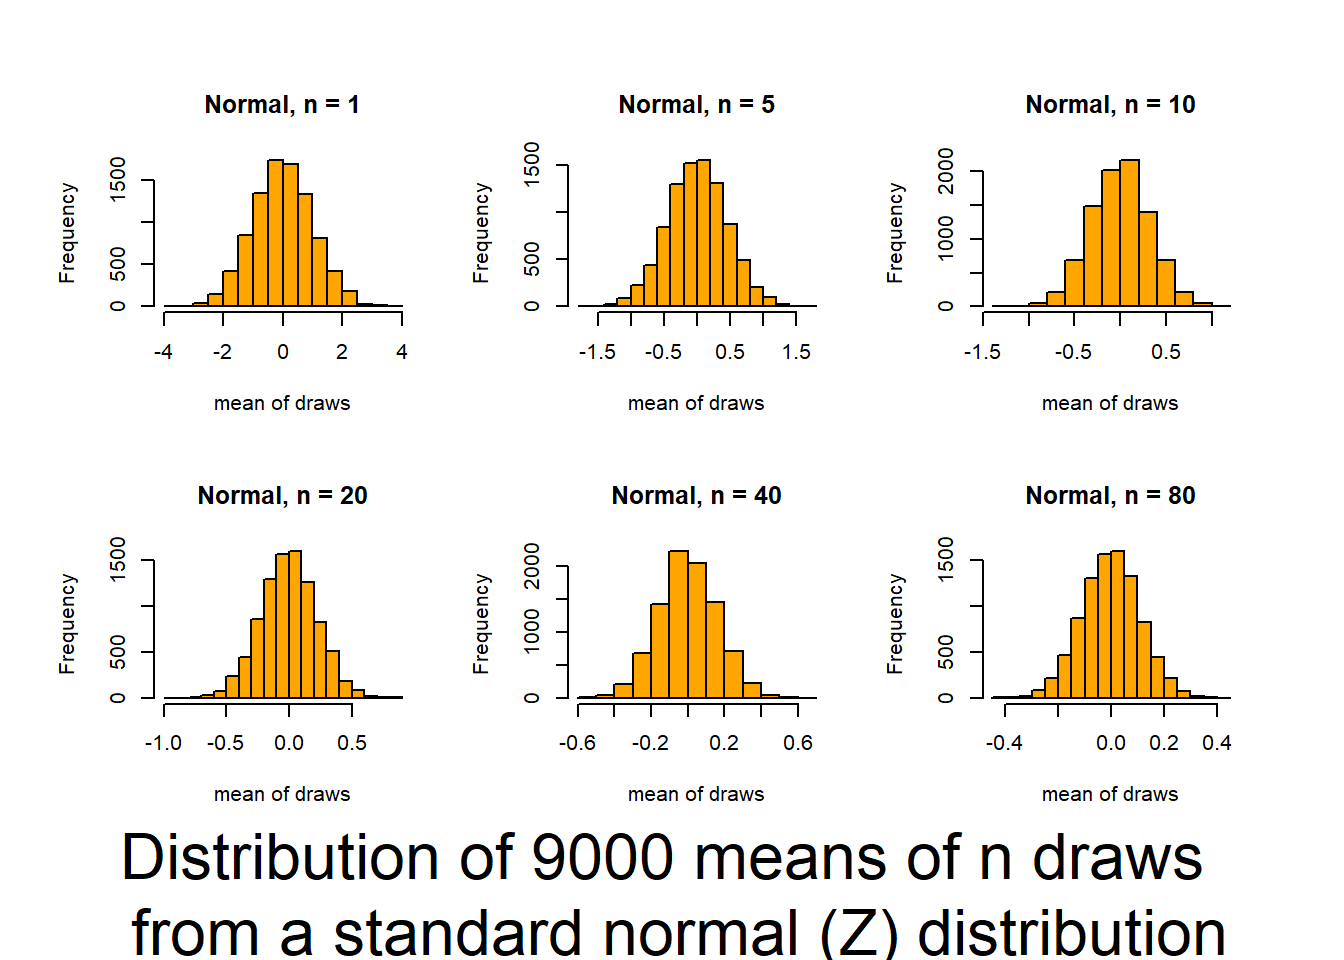 Normal, n = 1
Frequency
0 500 1500
-4 -2 0 2 4
mean of draws
Normal, n = 5
Frequency
0 500 1500
-1.5 -0.5 0.5 1.5
mean of draws
Normal, n = 10
Frequency
0 1000 2000
-1.5 -0.5 0.5
mean of draws
Normal, n = 20
Frequency
0 500 1500
-1.0 -0.5 0.0 0.5
mean of draws
Normal, n = 40
Frequency
0 1000 2000
-0.6 -0.2 0.2 0.6
mean of draws
Normal, n = 80
Frequency
0 500 1500
-0.4 0.0 0.2 0.4
mean of draws
Distribution of 9000 means of n draws
from a standard normal (Z) distribution